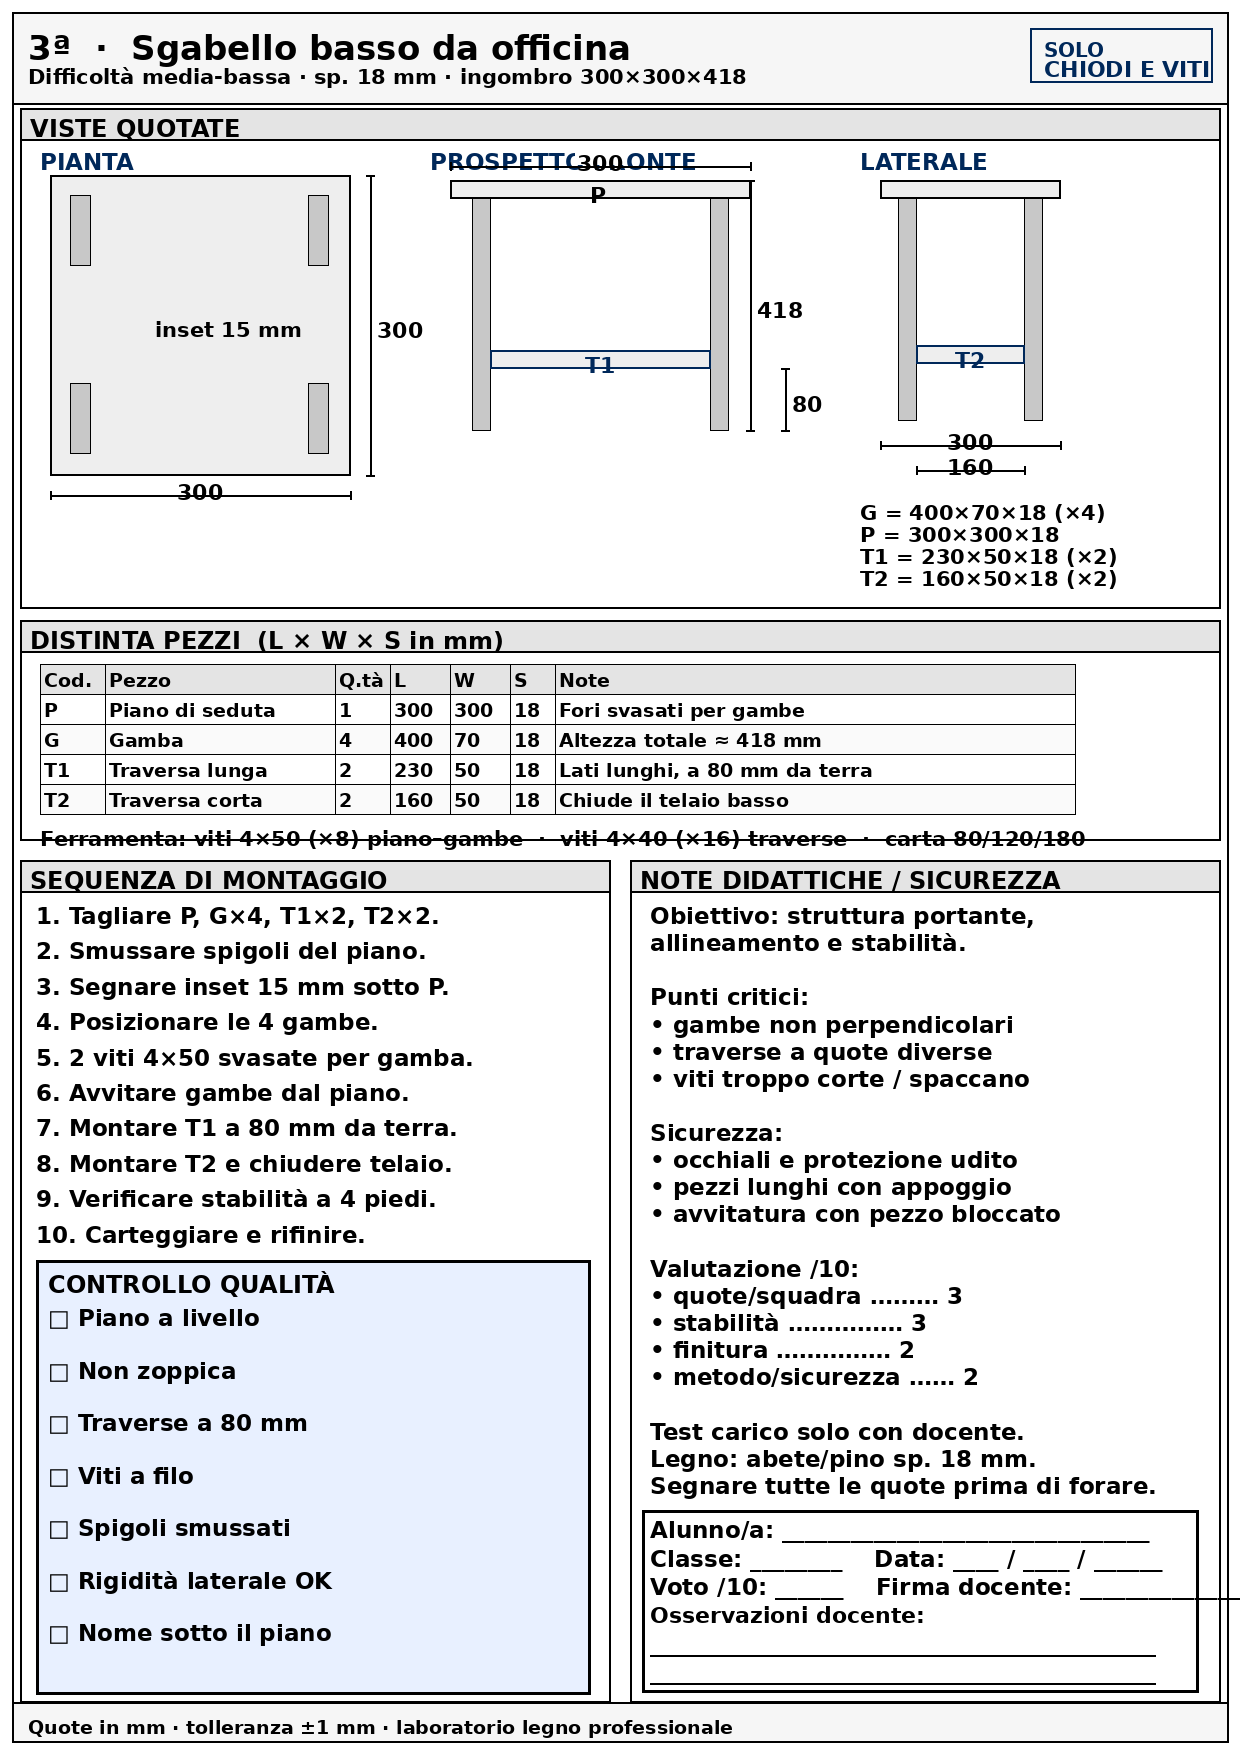 3ª · Sgabello basso da officina
Difficoltà media-bassa · sp. 18 mm · ingombro 300×300×418
SOLO
CHIODI E VITI
VISTE QUOTATE
PIANTA
inset 15 mm
300
300
300
P
T1
418
80
LATERALE
T2
300
160
G = 400×70×18 (×4)
P = 300×300×18
T1 = 230×50×18 (×2)
T2 = 160×50×18 (×2)
DISTINTA PEZZI (L × W × S in mm)
Cod. Pezzo Q.tà L W S Note
P Piano di seduta 1 300 300 18 Fori svasati per gambe
G Gamba 4 400 70 18 Altezza totale ≈ 418 mm
T1 Traversa lunga 2 230 50 18 Lati lunghi, a 80 mm da terra
T2 Traversa corta 2 160 50 18 Chiude il telaio basso
Ferramenta: viti 4×50 (×8) piano–gambe · viti 4×40 (×16) traverse · carta 80/120/180
SEQUENZA DI MONTAGGIO
1. Tagliare P, G×4, T1×2, T2×2.
2. Smussare spigoli del piano.
3. Segnare inset 15 mm sotto P.
4. Posizionare le 4 gambe.
5. 2 viti 4×50 svasate per gamba.
6. Avvitare gambe dal piano.
7. Montare T1 a 80 mm da terra.
8. Montare T2 e chiudere telaio.
9. Verificare stabilità a 4 piedi.
10. Carteggiare e rifinire.
CONTROLLO QUALITÀ
□ Piano a livello
□ Non zoppica
□ Traverse a 80 mm
□ Viti a filo
□ Spigoli smussati
□ Rigidità laterale OK
□ Nome sotto il piano
NOTE DIDATTICHE / SICUREZZA
Obiettivo: struttura portante,
allineamento e stabilità.
Punti critici:
• gambe non perpendicolari
• traverse a quote diverse
• viti troppo corte / spaccano
Sicurezza:
• occhiali e protezione udito
• pezzi lunghi con appoggio
• avvitatura con pezzo bloccato
Valutazione /10:
• quote/squadra ……… 3
• stabilità …………… 3
• finitura …………… 2
• metodo/sicurezza …… 2
Test carico solo con docente.
Legno: abete/pino sp. 18 mm.
Segnare tutte le quote prima di forare.
Alunno/a: ________________________________
Classe: ________ Data: ____ / ____ / ______
Voto /10: ______ Firma docente: ______________
Osservazioni docente:
Quote in mm · tolleranza ±1 mm · laboratorio legno professionale